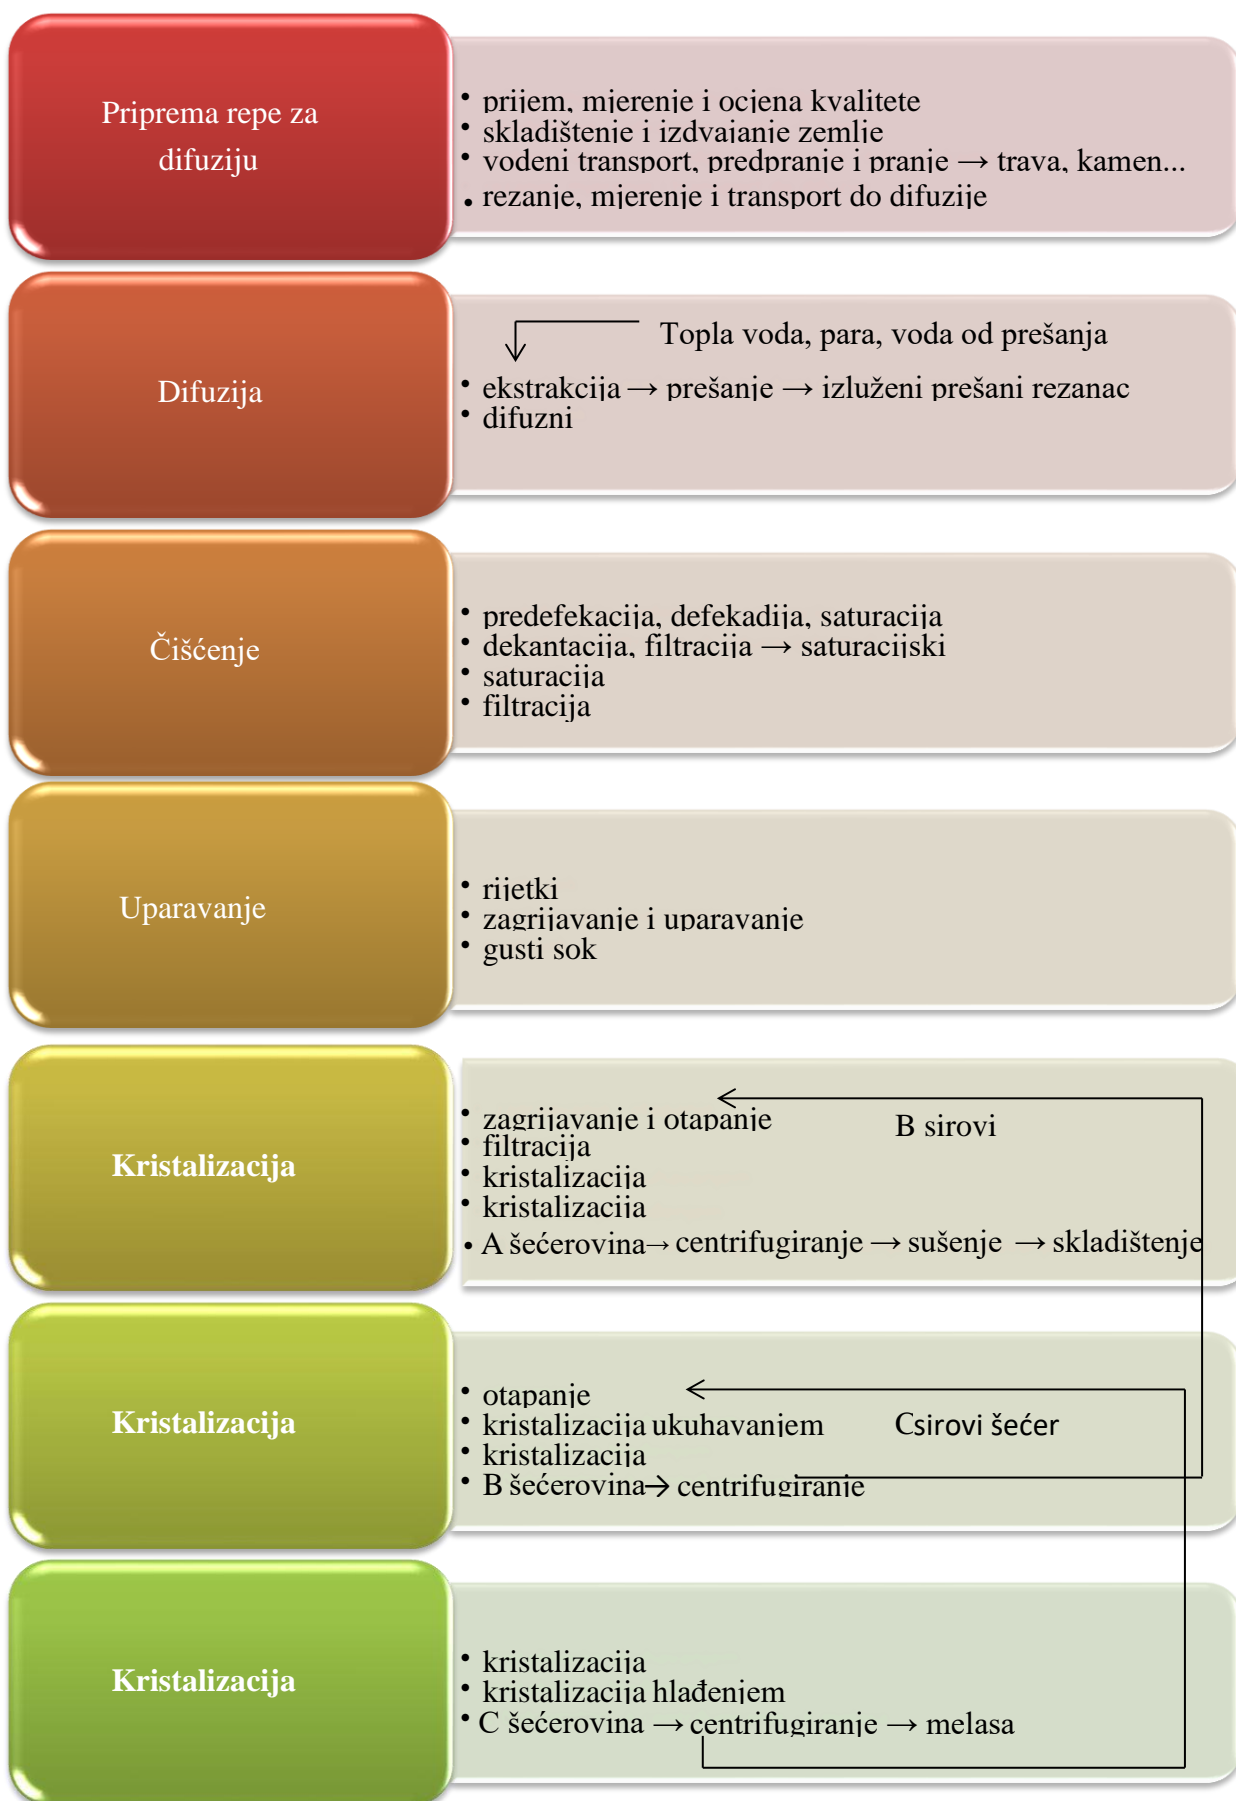 Priprema repe za
difuziju
• prijem, mjerenje i ocjena kvalitete
• skladištenje i izdvajanje zemlje
• vodeni transport, predpranje i pranje → trava, kamen...
• rezanje, mjerenje i transport do difuzije
Difuzija
Topla voda, para, voda od prešanja
• ekstrakcija → prešanje → izluženi prešani rezanac
• difuzni
Čišćenje
• predefekacija, defekadija, saturacija
• dekantacija, filtracija → saturacijski
• saturacija
• filtracija
Uparavanje
• rijetki
• zagrijavanje i uparavanje
• gusti sok
Kristalizacija
• zagrijavanje i otapanje
B sirovi
• filtracija
• kristalizacija
• kristalizacija
• A šećerovina → centrifugiranje → sušenje → skladištenje
Kristalizacija
• otapanje
• kristalizacija ukuhavanjem
Csirovi šećer
• kristalizacija
• B šećerovina → centrifugiranje
Kristalizacija
• kristalizacija
• kristalizacija hlađenjem
• C šećerovina → centrifugiranje → melasa